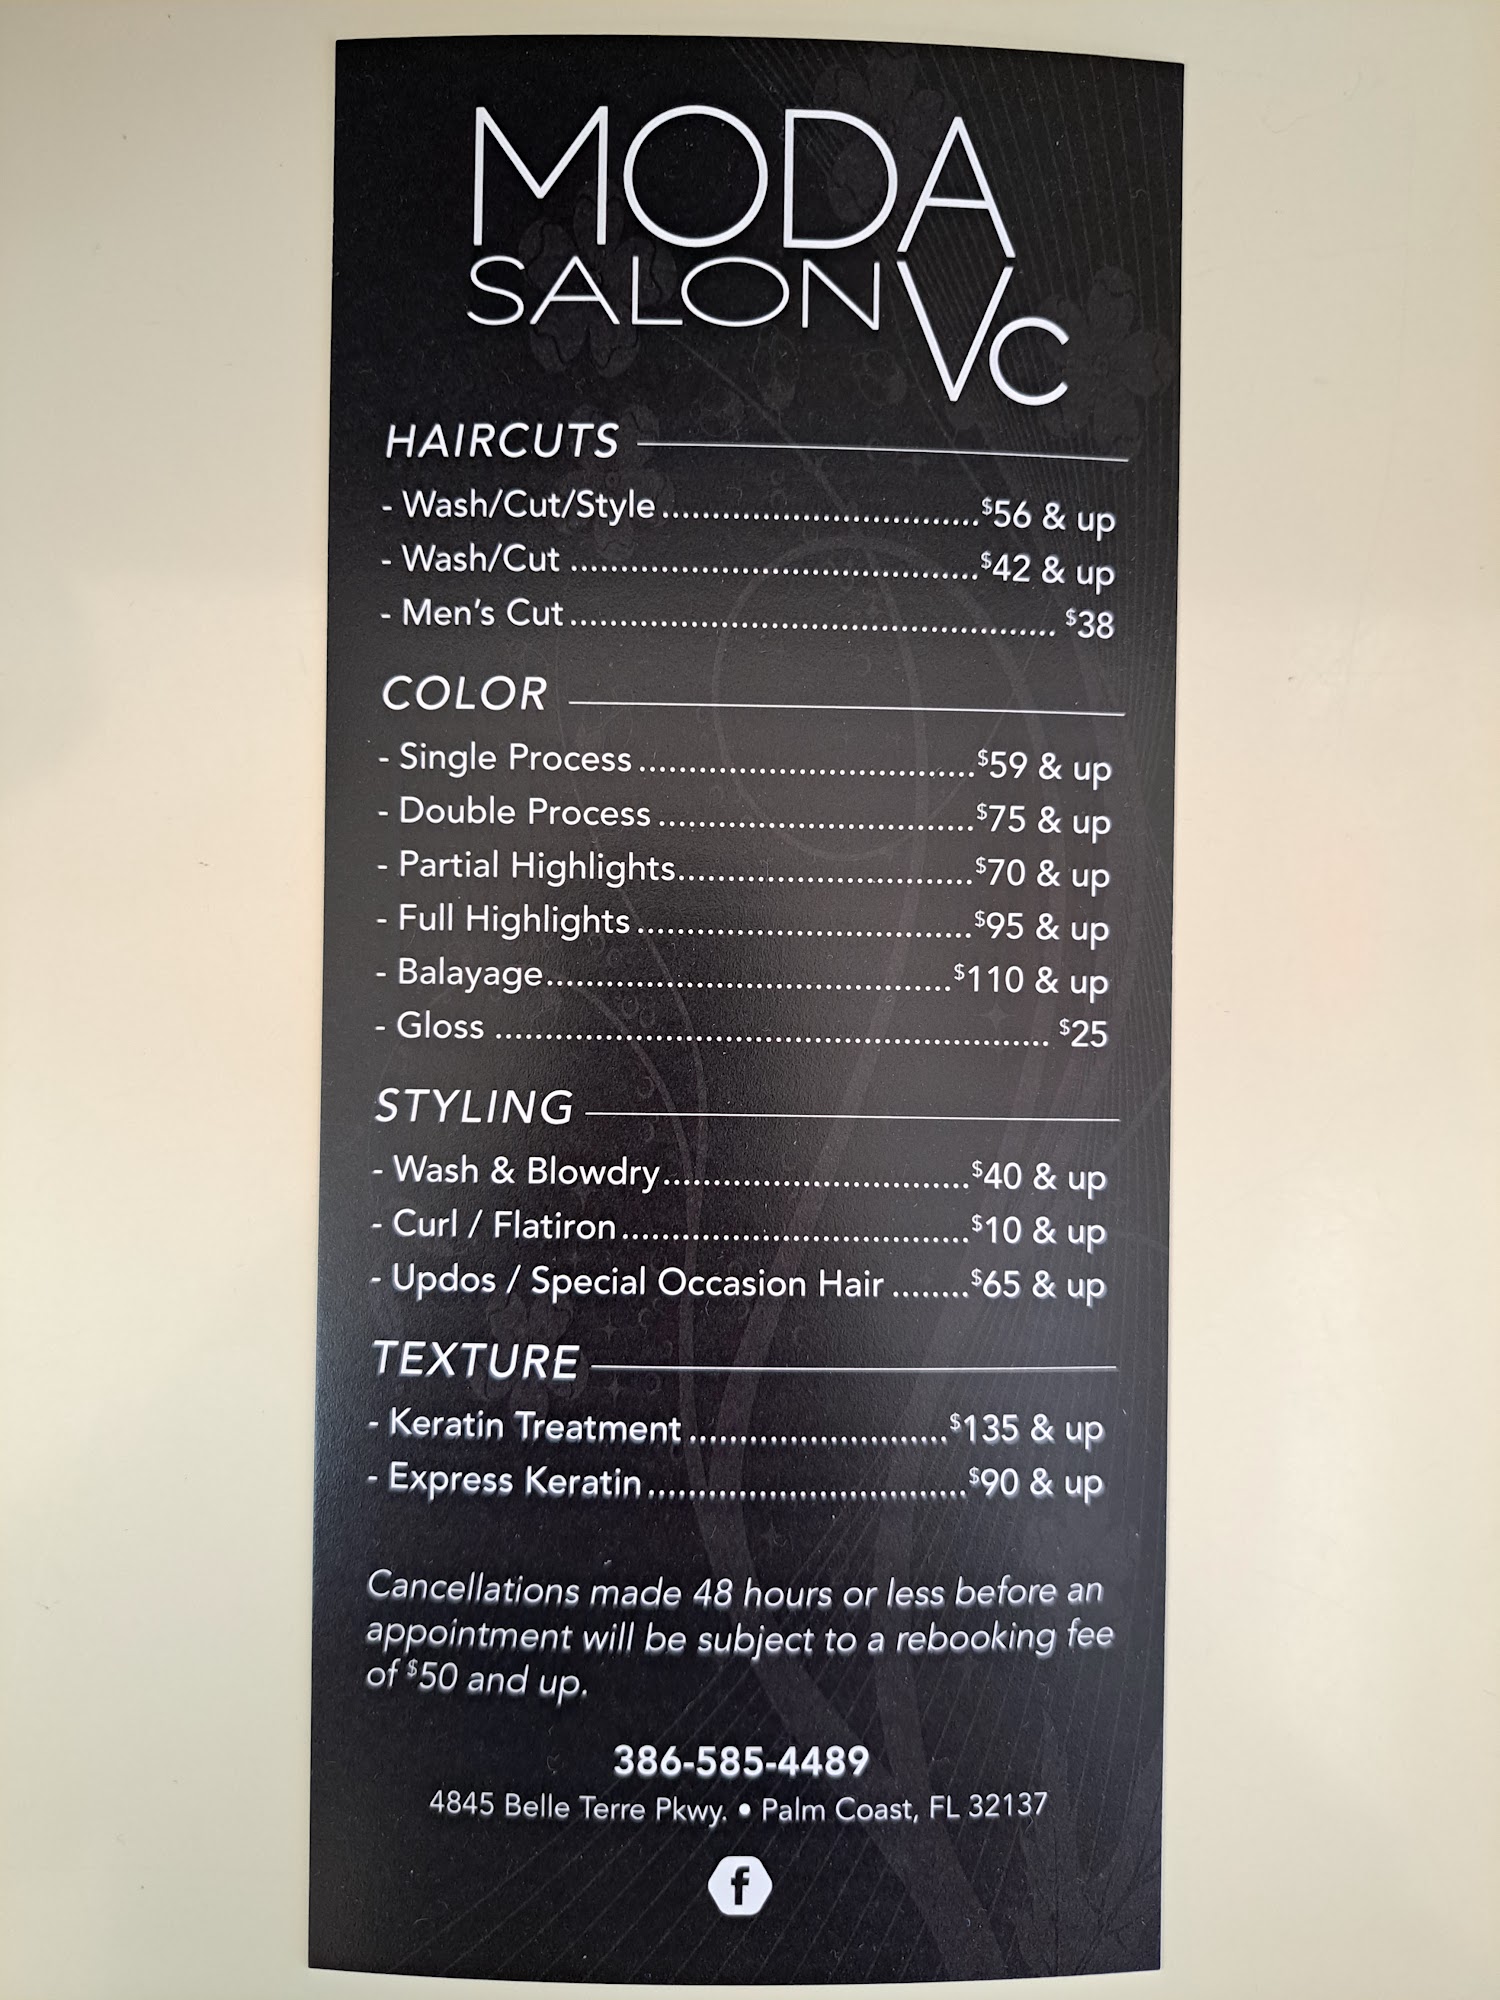 MODA
SALON VC
HAIRCUTS
- Wash/Cut/Style ................................ $56 & up
- Wash/Cut ......................................... $42 & up
- Men's Cut ................................................ $38
COLOR
- Single Process .................................. $59 & up
- Double Process ................................ $75 & up
- Partial Highlights.............................. $70 & up
- Full Highlights .................................. $95 & up
- Balayage......................................... $110 & up
- Gloss ........................................................ $25
STYLING
- Wash & Blowdry............................... $40 & up
- Curl / Flatiron................................... $10 & up
- Updos / Special Occasion Hair ........ $65 & up
TEXTURE
- Keratin Treatment .......................... $135 & up
- Express Keratin ................................ $90 & up
Cancellations made 48 hours or less before an
appointment will be subject to a rebooking fee
of $50 and up.
386-585-4489
4845 Belle Terre Pkwy. • Palm Coast, FL 32137
f